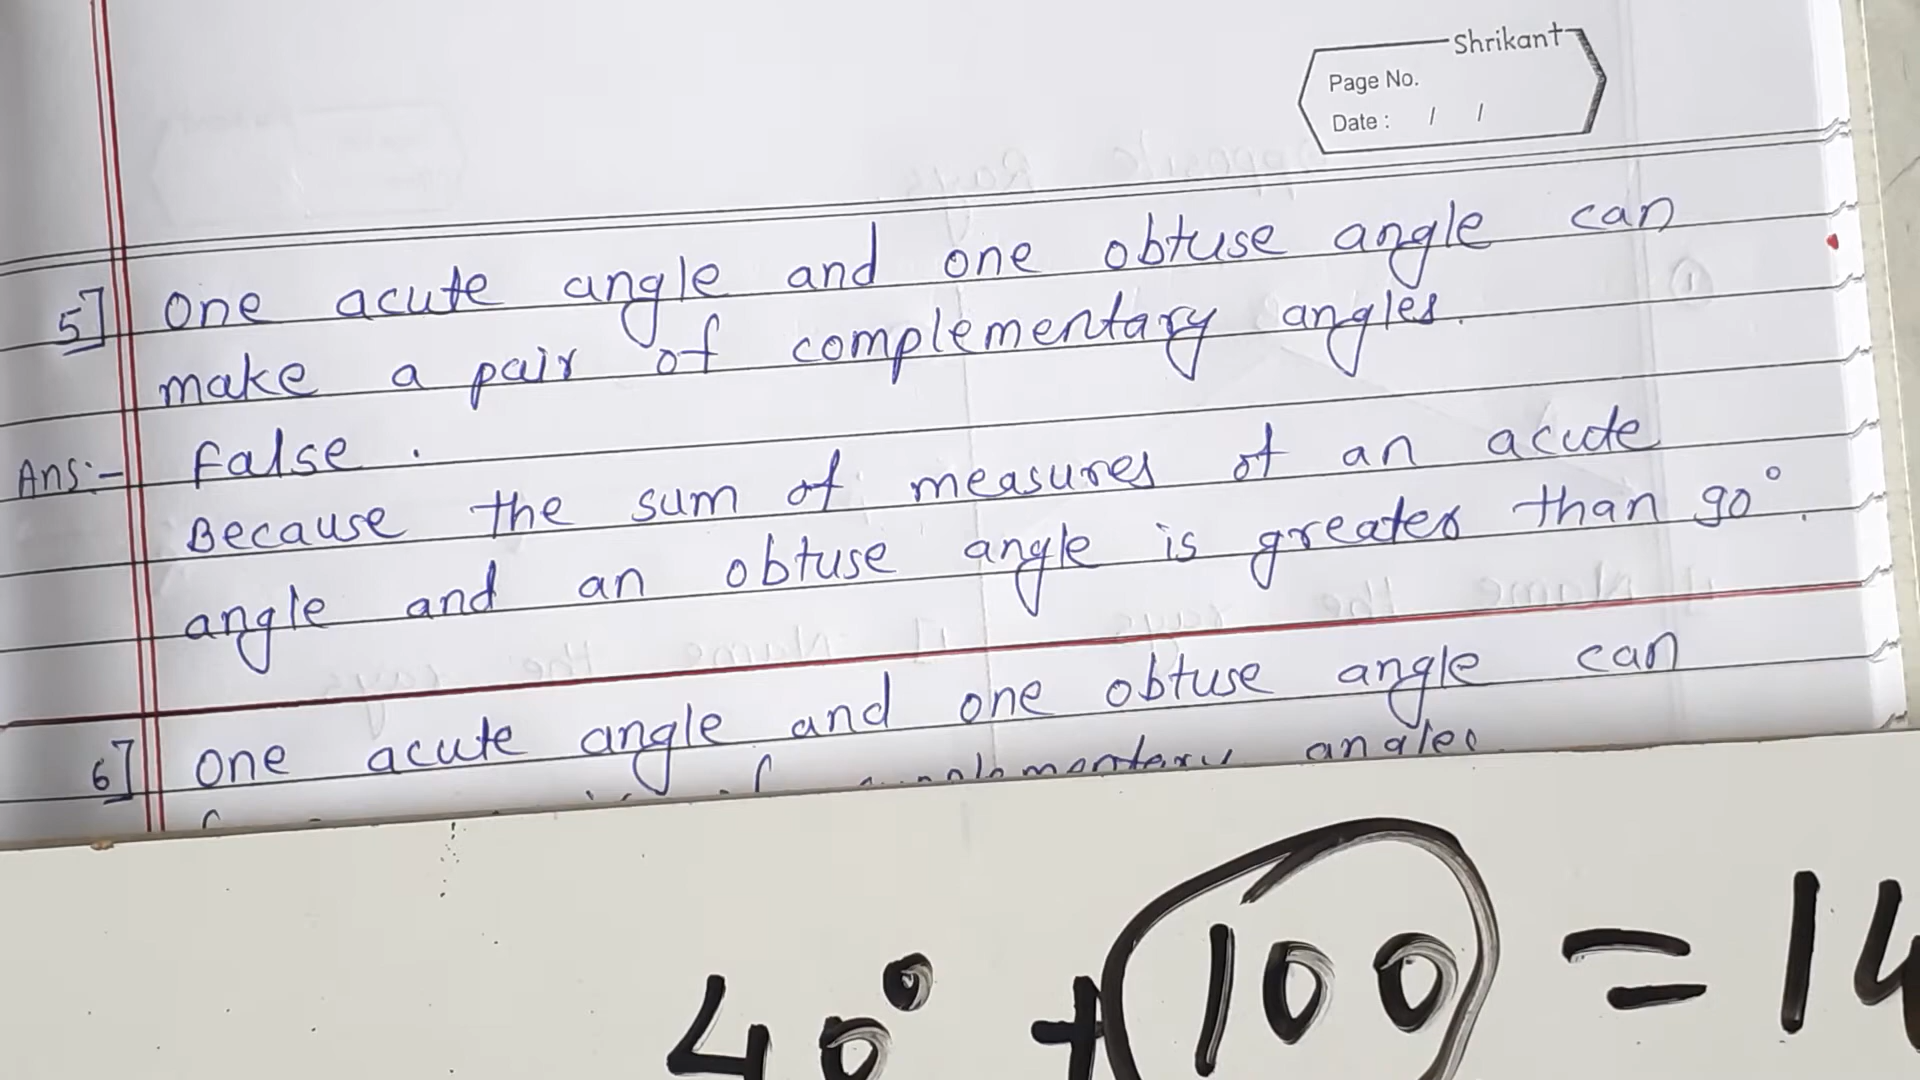 Shrikant
Page No.
Date : / /
5] One acute angle and one obtuse angle can
make a pair of complementary angles.
Ans:- False.
Because the sum of measures of an acute
angle and an obtuse angle is greater than 90°.
6] One acute angle and one obtuse angle can
angles
40° + 100 = 14